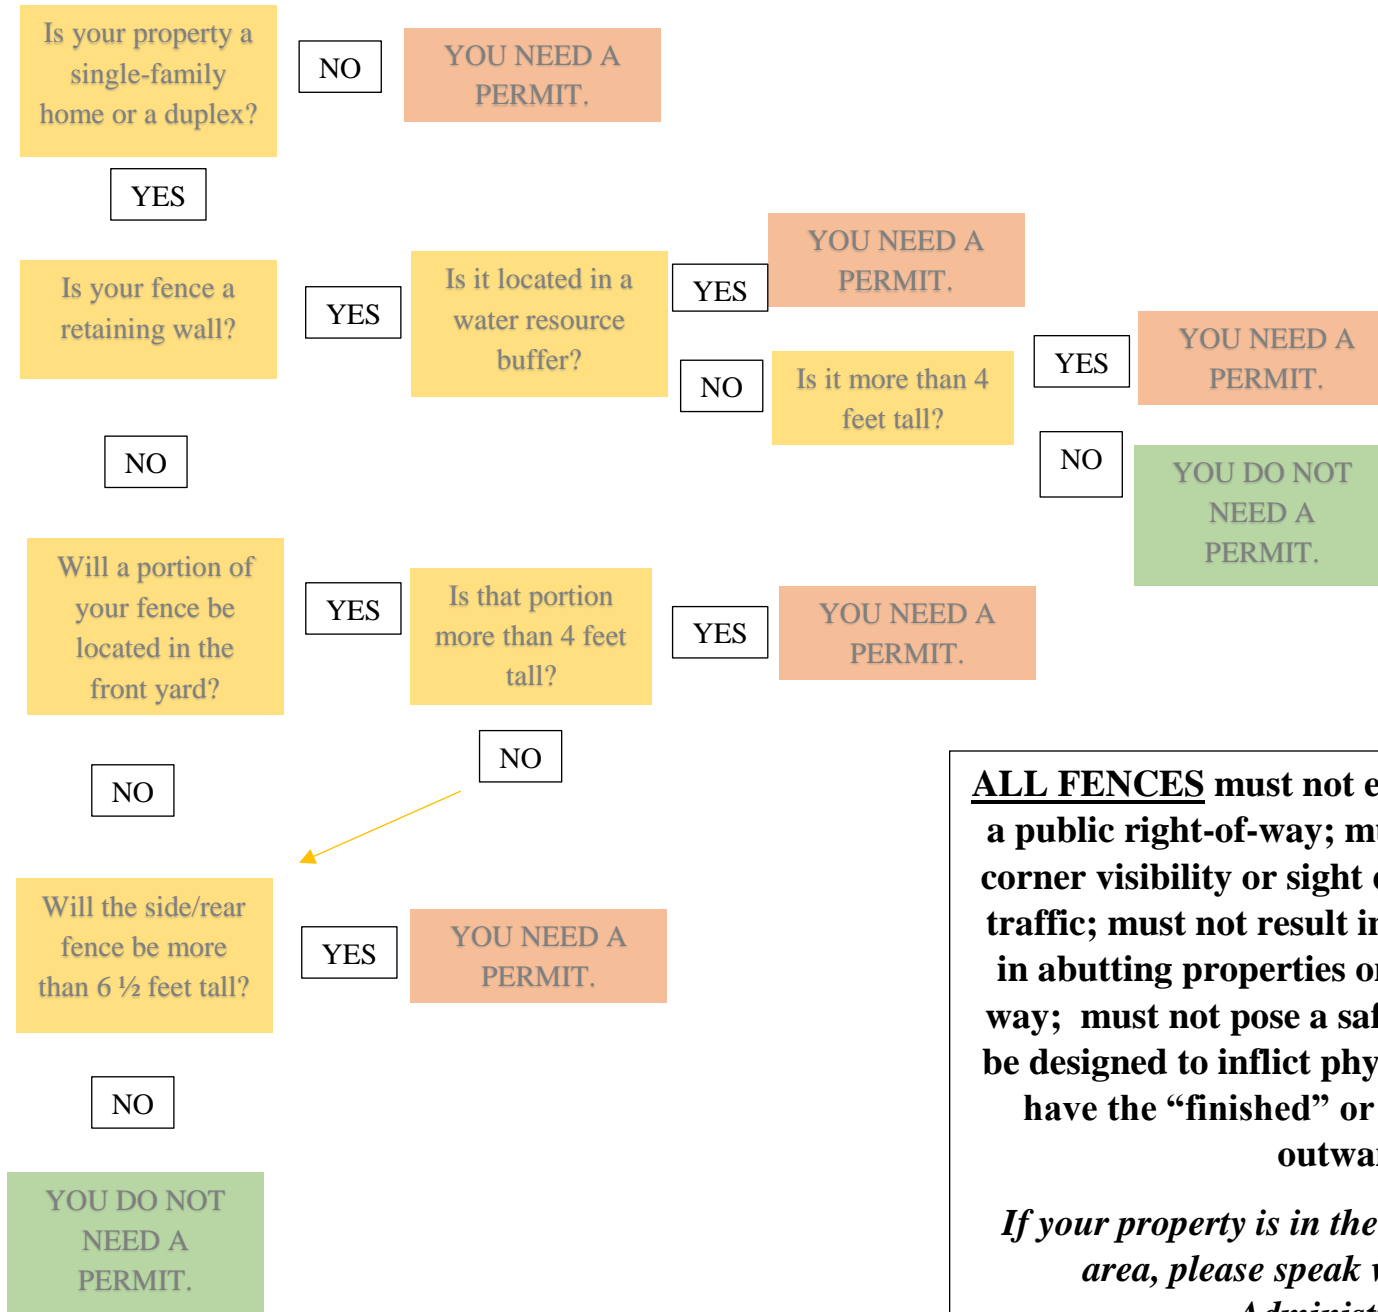 Is your property a
single-family
home or a duplex?
NO
YOU NEED A
PERMIT.
YES
Is your fence a
retaining wall?
YES
Is it located in a
water resource
buffer?
YES
YOU NEED A
PERMIT.
NO
Is it more than 4
feet tall?
YES
YOU NEED A
PERMIT.
NO
YOU DO NOT
NEED A
PERMIT.
NO
Will a portion of
your fence be
located in the
front yard?
YES
Is that portion
more than 4 feet
tall?
YES
YOU NEED A
PERMIT.
NO
NO
Will the side/rear
fence be more
than 6 ½ feet tall?
YES
YOU NEED A
PERMIT.
NO
YOU DO NOT
NEED A
PERMIT.
ALL FENCES must not
a public right-of-way;
corner visibility or sight
traffic; must not result
in abutting properties
way; must not pose a
be designed to inflict
have the “finished” or
If your property is in the
area, please speak